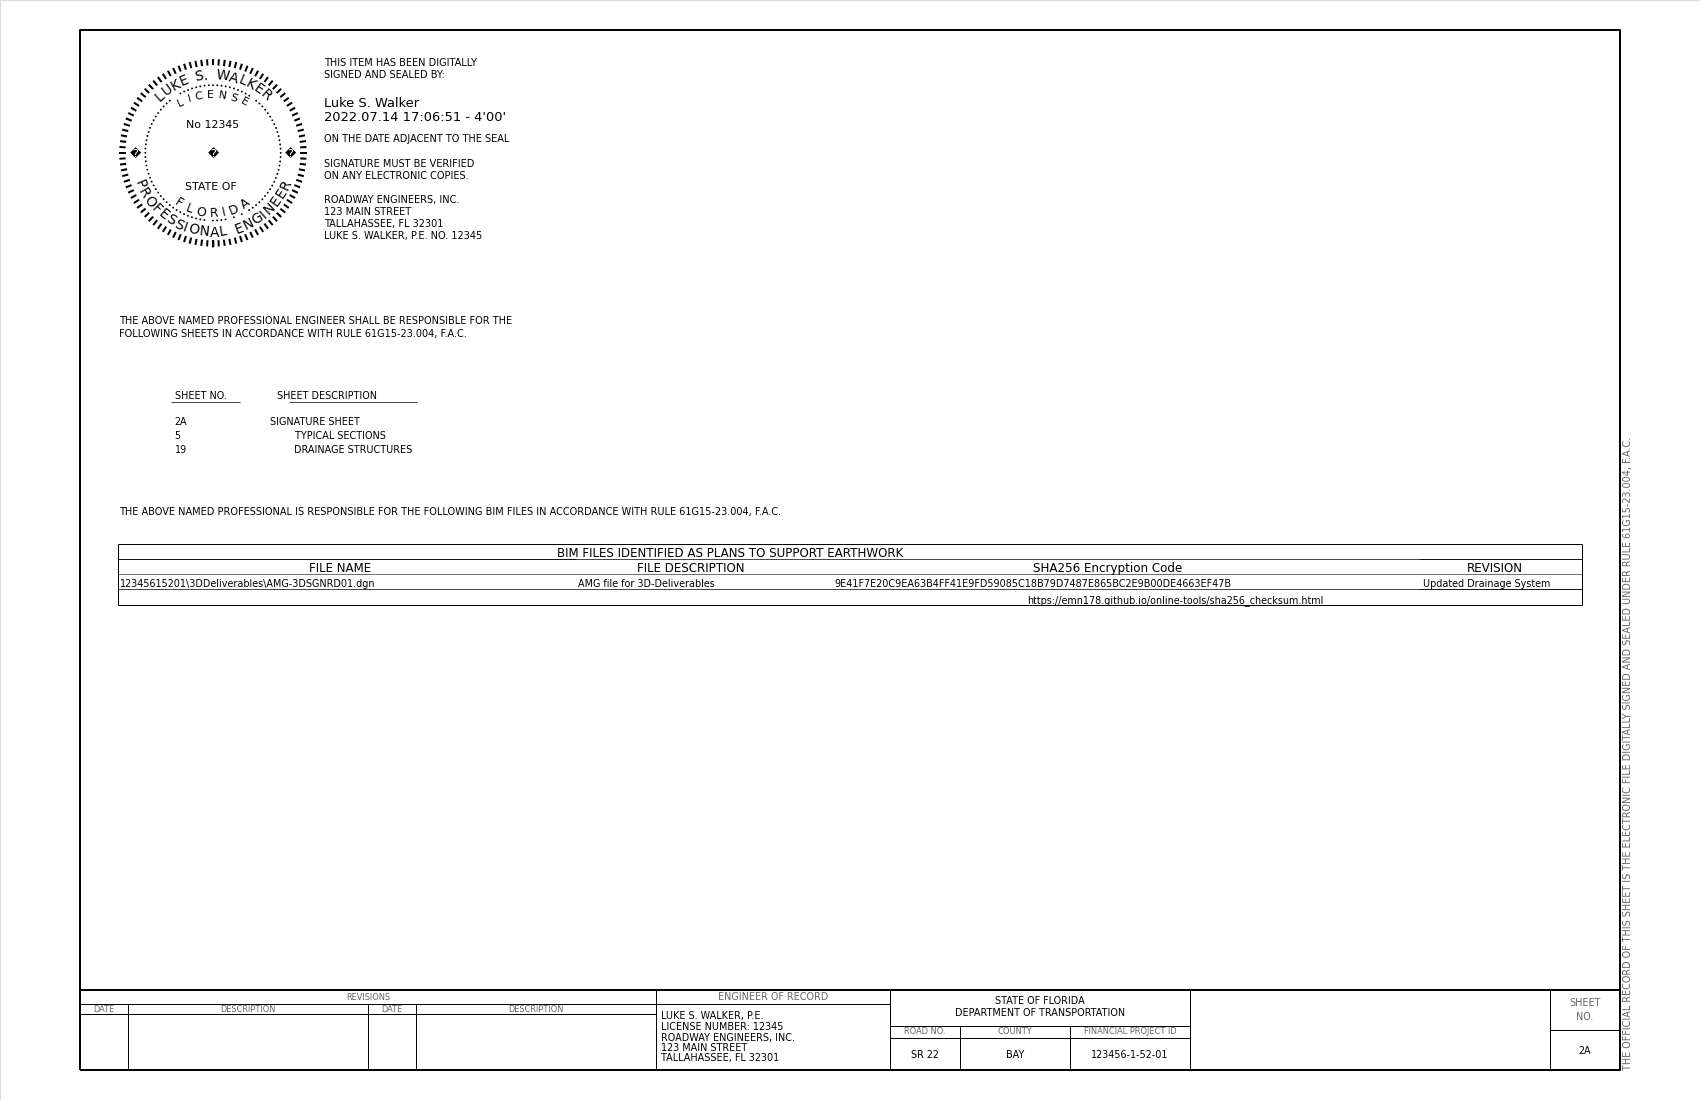 LUKE S. WALKER
LICENSE
No 12345
STATE OF
FLORIDA
PROFESSIONAL ENGINEER
THIS ITEM HAS BEEN DIGITALLY
SIGNED AND SEALED BY:
Luke S. Walker
2022.07.14 17:06:51 - 4'00'
ON THE DATE ADJACENT TO THE SEAL
SIGNATURE MUST BE VERIFIED
ON ANY ELECTRONIC COPIES.
ROADWAY ENGINEERS, INC.
123 MAIN STREET
TALLAHASSEE, FL 32301
LUKE S. WALKER, P.E. NO. 12345
THE ABOVE NAMED PROFESSIONAL ENGINEER SHALL BE RESPONSIBLE FOR THE
FOLLOWING SHEETS IN ACCORDANCE WITH RULE 61G15-23.004, F.A.C.
SHEET NO. SHEET DESCRIPTION
2A SIGNATURE SHEET
5 TYPICAL SECTIONS
19 DRAINAGE STRUCTURES
THE ABOVE NAMED PROFESSIONAL IS RESPONSIBLE FOR THE FOLLOWING BIM FILES IN ACCORDANCE WITH RULE 61G15-23.004, F.A.C.
BIM FILES IDENTIFIED AS PLANS TO SUPPORT EARTHWORK
FILE NAME FILE DESCRIPTION SHA256 Encryption Code REVISION
12345615201\3DDeliverables\AMG-3DSGNRD01.dgn AMG file for 3D-Deliverables 9E41F7E20C9EA63B4FF41E9FD59085C18B79D7487E865BC2E9B00DE4663EF47B Updated Drainage System
https://emn178.github.io/online-tools/sha256_checksum.html
REVISIONS
DATE DESCRIPTION DATE DESCRIPTION
ENGINEER OF RECORD
LUKE S. WALKER, P.E.
LICENSE NUMBER: 12345
ROADWAY ENGINEERS, INC.
123 MAIN STREET
TALLAHASSEE, FL 32301
STATE OF FLORIDA
DEPARTMENT OF TRANSPORTATION
ROAD NO. COUNTY FINANCIAL PROJECT ID
SR 22 BAY 123456-1-52-01
SHEET
NO.
2A
THE OFFICIAL RECORD OF THIS SHEET IS THE ELECTRONIC FILE DIGITALLY SIGNED AND SEALED UNDER RULE 61G15-23.004, F.A.C.